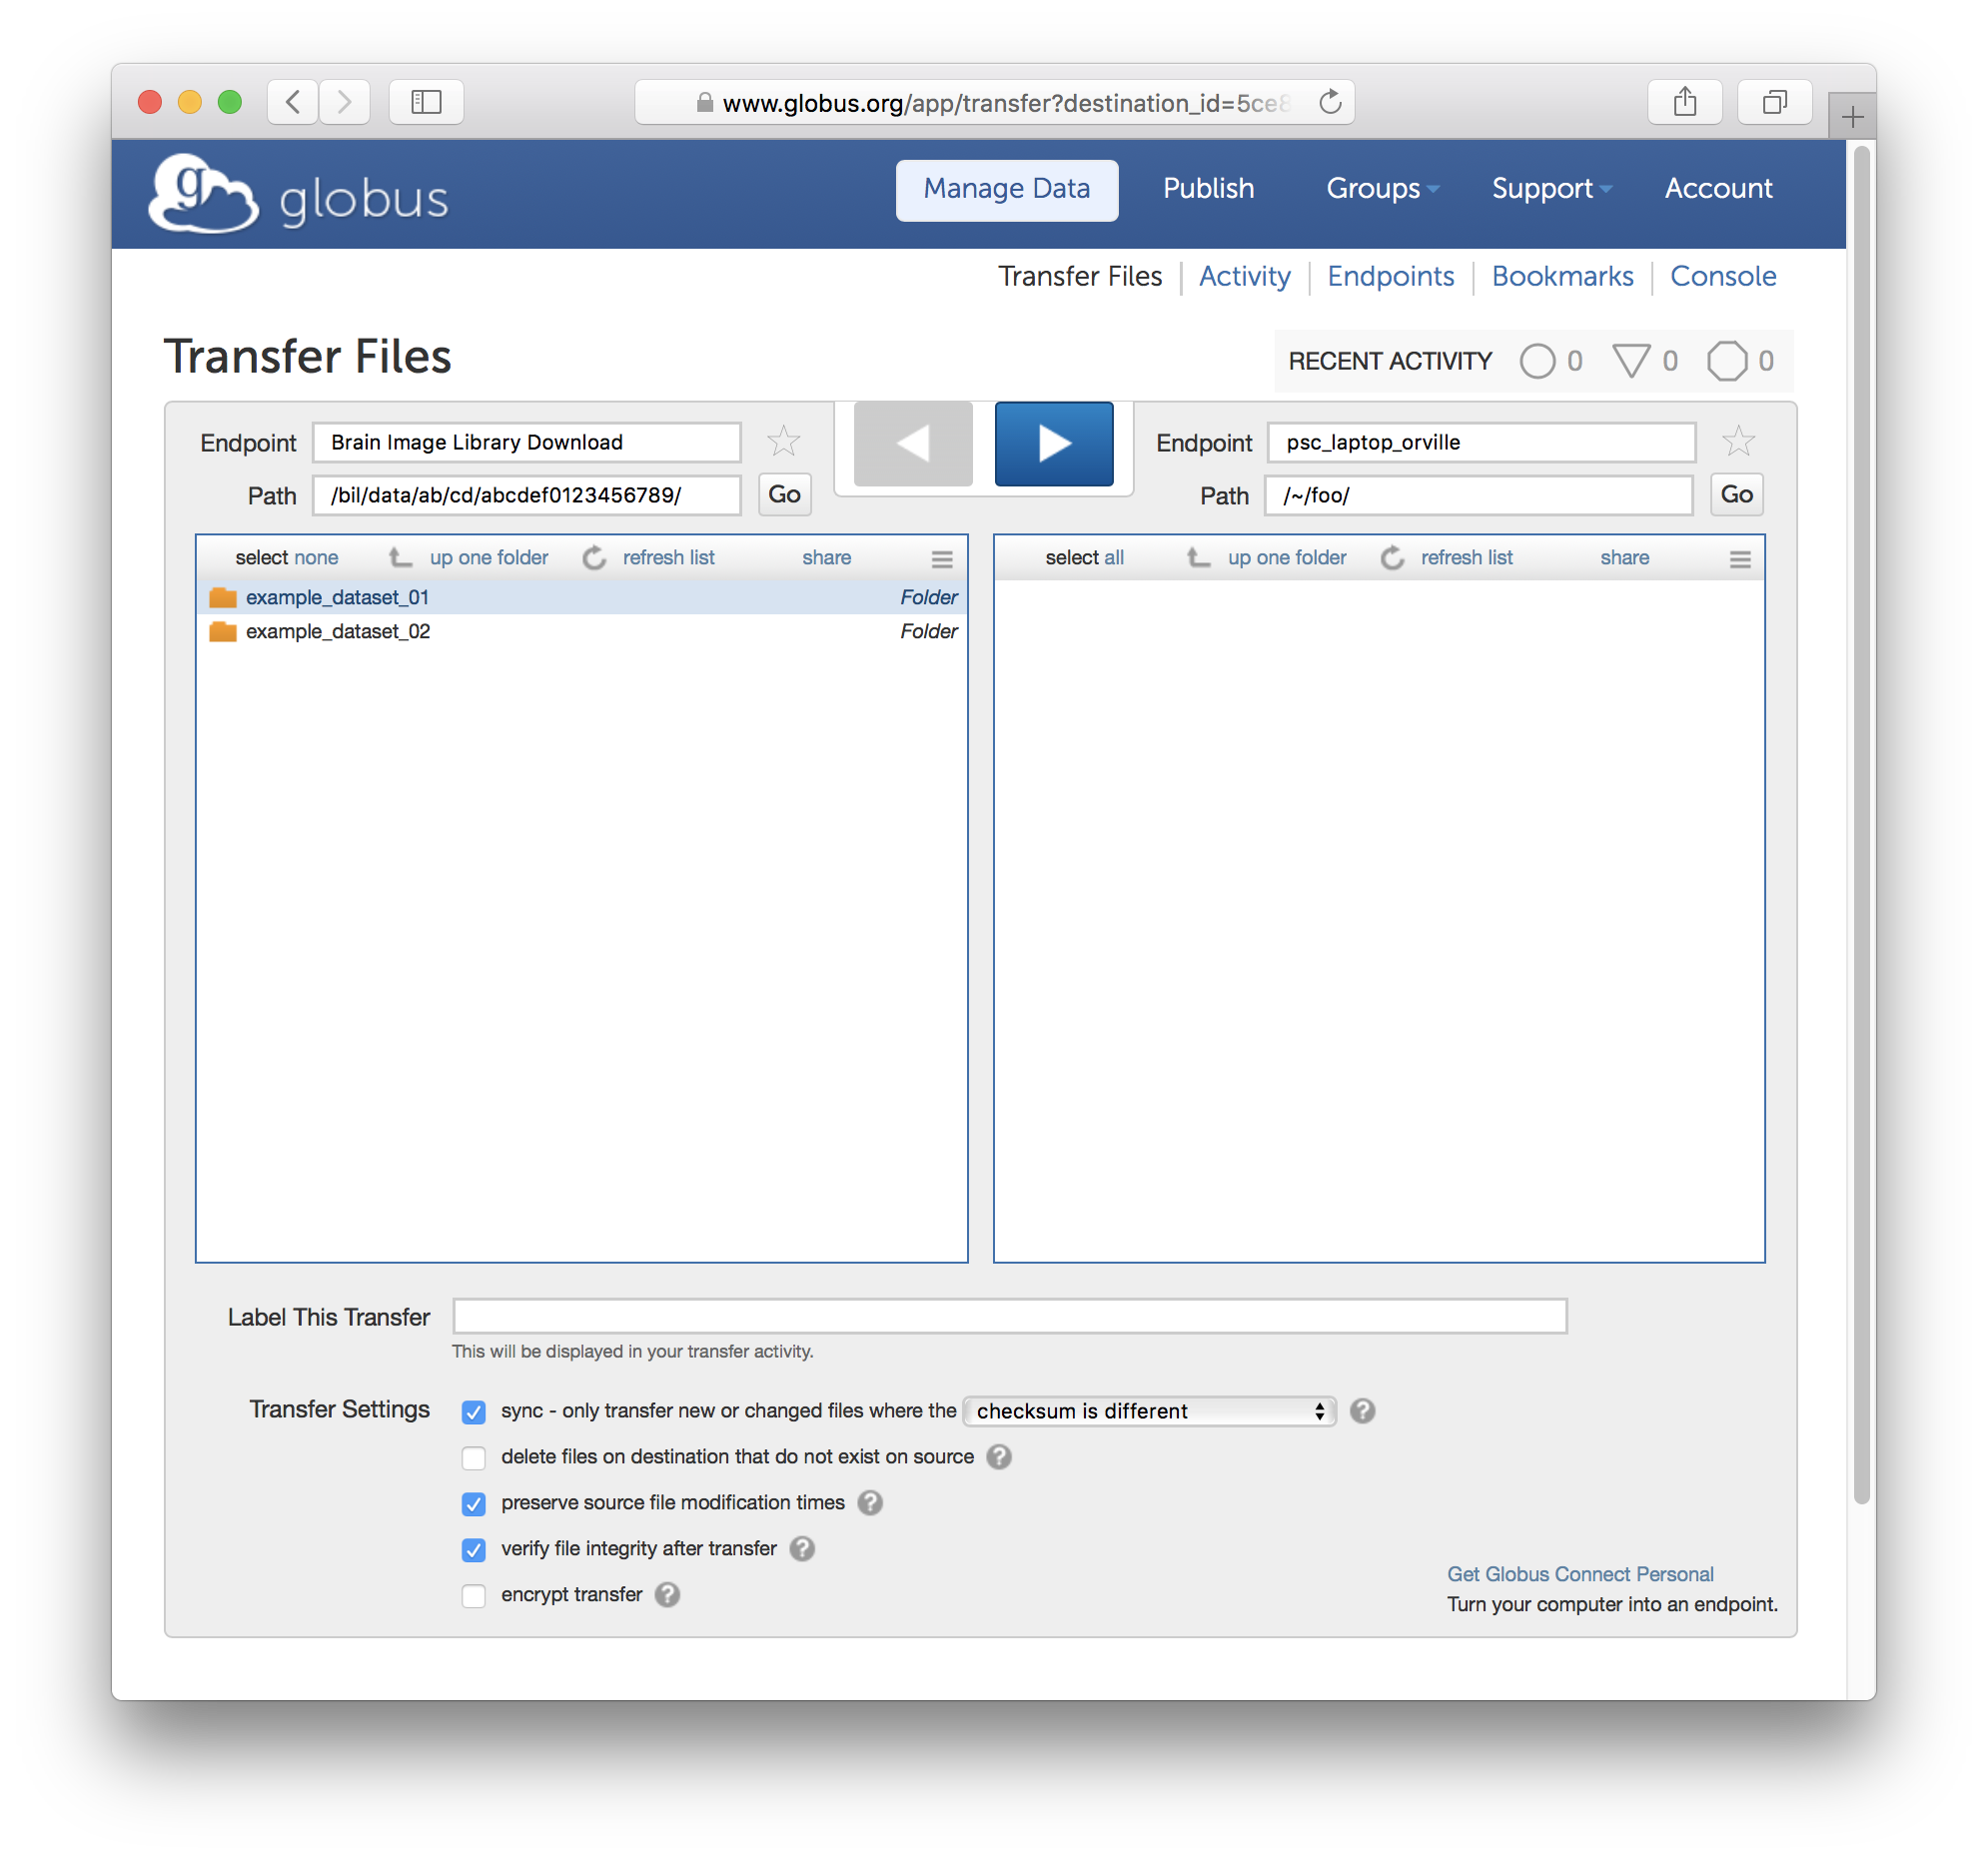 www.globus.org/app/transfer?destination_id=5ce8
globus
Manage Data Publish Groups Support Account
Transfer Files Activity Endpoints Bookmarks Console
Transfer Files
RECENT ACTIVITY 0 0 0
Endpoint Brain Image Library Download
Path /bil/data/ab/cd/abcdef0123456789/ Go
Endpoint psc_laptop_orville
Path /~/foo/ Go
select none up one folder refresh list share
example_dataset_01 Folder
example_dataset_02 Folder
select all up one folder refresh list share
Label This Transfer
This will be displayed in your transfer activity.
Transfer Settings sync - only transfer new or changed files where the checksum is different ?
delete files on destination that do not exist on source ?
preserve source file modification times ?
verify file integrity after transfer ?
encrypt transfer ?
Get Globus Connect Personal
Turn your computer into an endpoint.